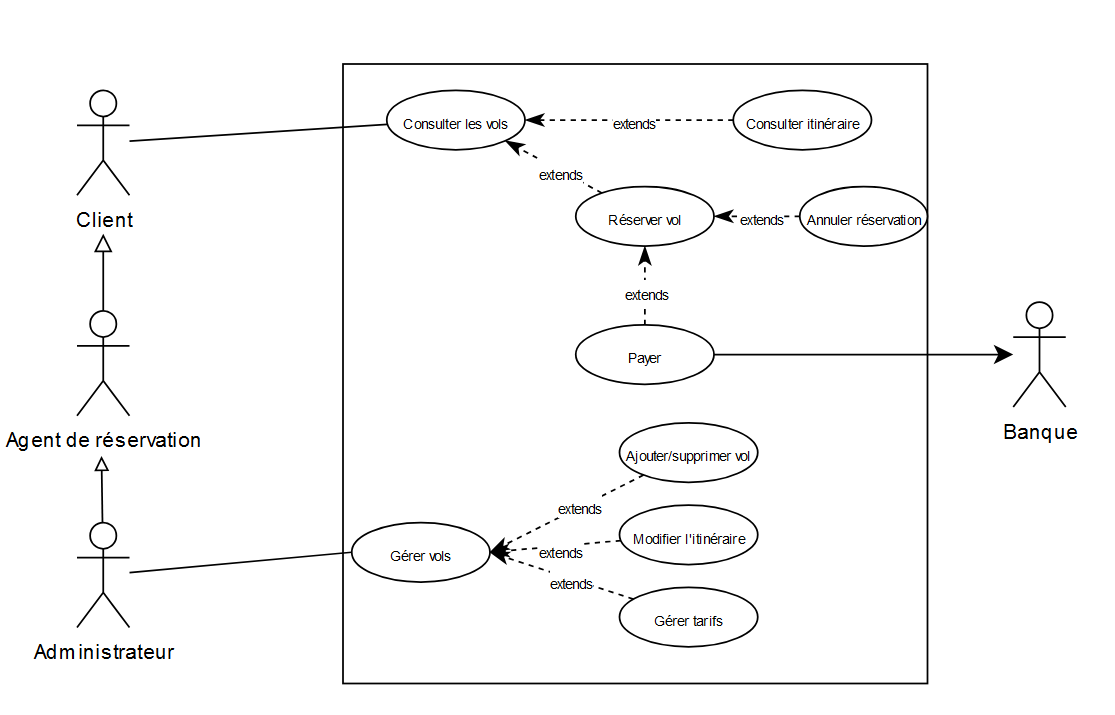 Consulter les vols
extends
Consulter itinéraire
extends
Client
Réserver vol
extends
Annuler réservation
extends
Payer
Agent de réservation
Banque
Ajouter/supprimer vol
extends
Modifier l'itinéraire
Gérer vols
extends
extends
Gérer tarifs
Administrateur